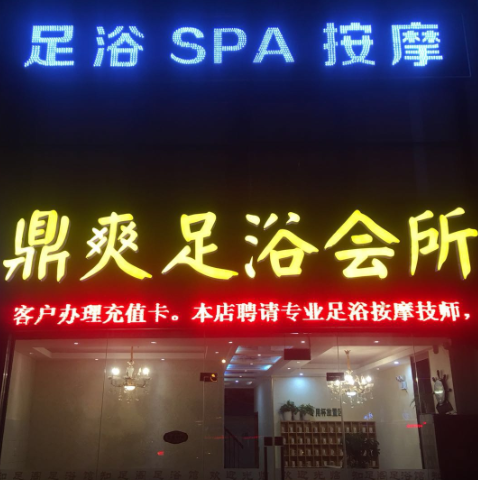 足浴 SPA 按摩
鼎爽足浴会所
客户办理充值卡。本店聘请专业足浴按摩技师，